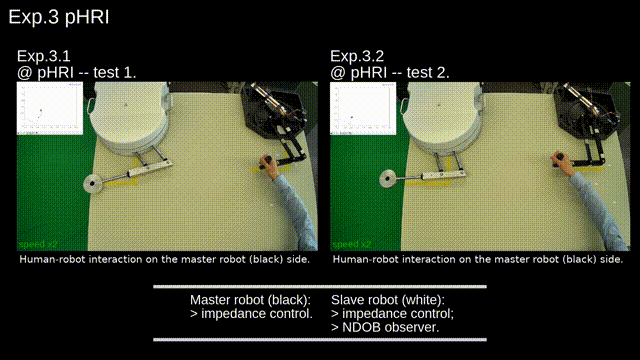 Exp.3 pHRI
Exp.3.1
@ pHRI -- test 1.
Exp.3.2
@ pHRI -- test 2.
speed x2
speed x2
Human-robot interaction on the master robot (black) side.
Human-robot interaction on the master robot (black) side.
Master robot (black):
> impedance control.
Slave robot (white):
> impedance control;
> NDOB observer.